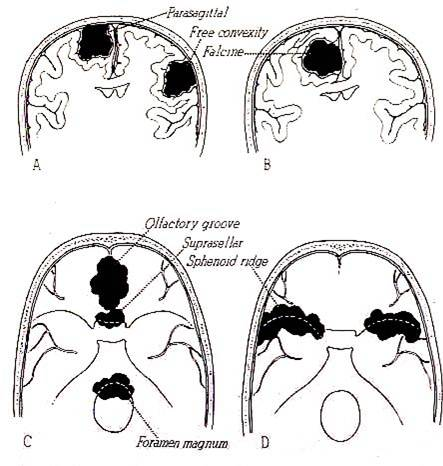 Parasagittal
Free convexity
Falcine
A
B
Olfactory groove
Suprasellar
Sphenoid ridge
C
Foramen magnum
D